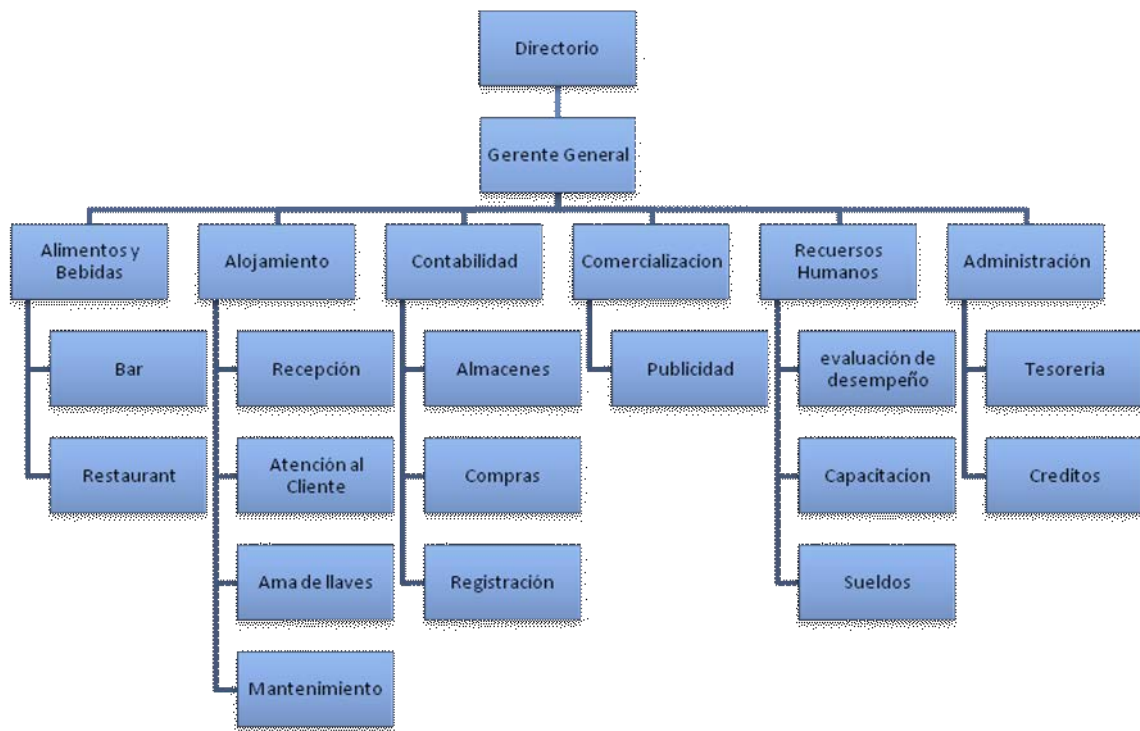 Directorio
Gerente General
Alimentos y
Bebidas
Alojamiento
Contabilidad
Comercializacion
Recuersos
Humanos
Administración
Bar
Recepción
Almacenes
Publicidad
evaluación de
desempeño
Tesoreria
Restaurant
Atención al
Cliente
Compras
Capacitacion
Creditos
Ama de llaves
Registración
Sueldos
Mantenimiento